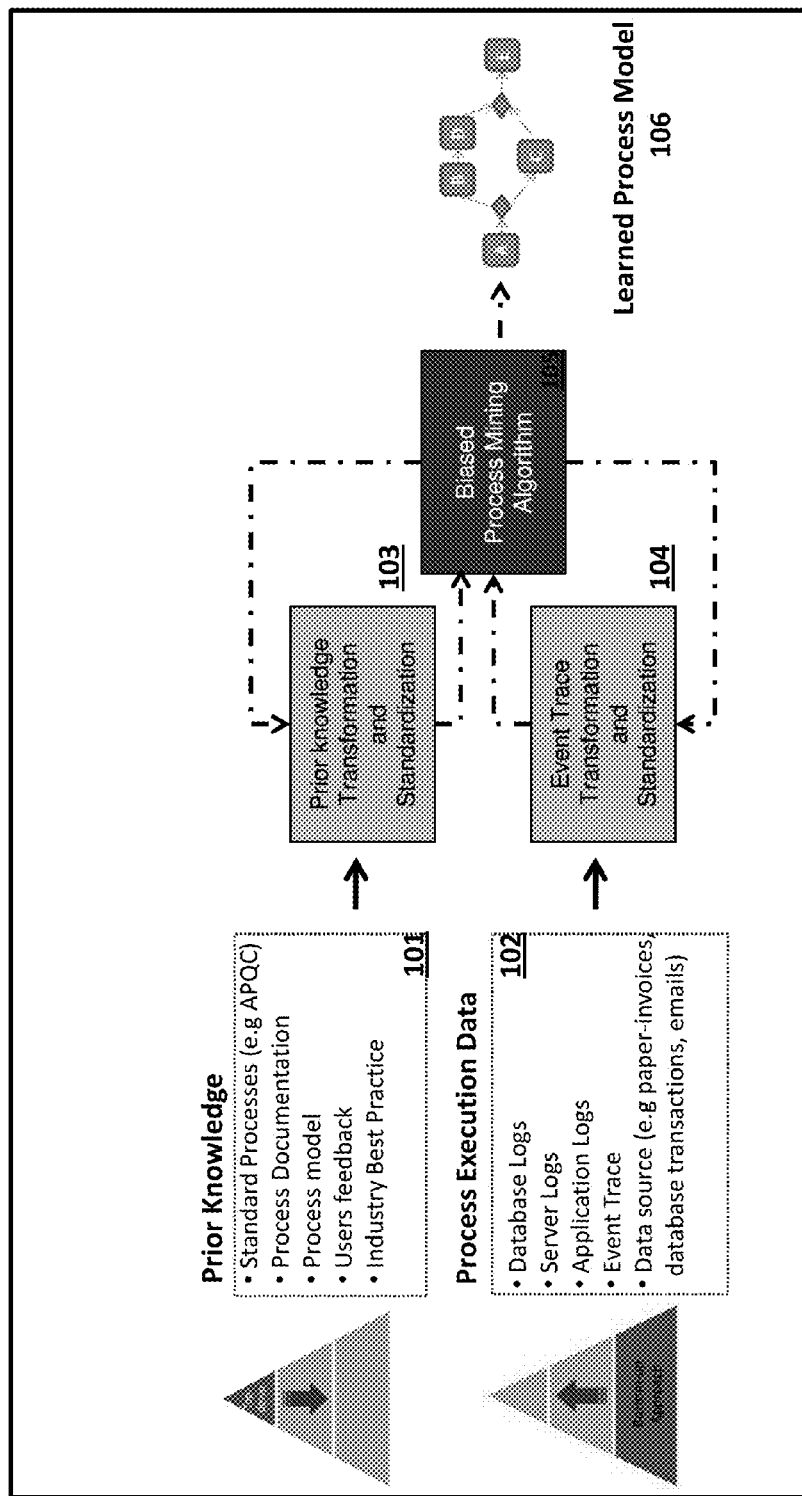 Prior Knowledge
• Standard Processes (e.g APQC)
• Process Documentation
• Process model
• Users feedback
• Industry Best Practice
101
Process Execution Data
102
• Database Logs
• Server Logs
• Application Logs
• Event Trace
• Data source (e.g paper-invoices,
database transactions, emails)
Prior knowledge
Transformation
and
Standardization
103
Event Trace
Transformation
and
Standardization
104
Biased
Process Mining
Algorithm
105
A
B
D
C
E
Learned Process Model
106